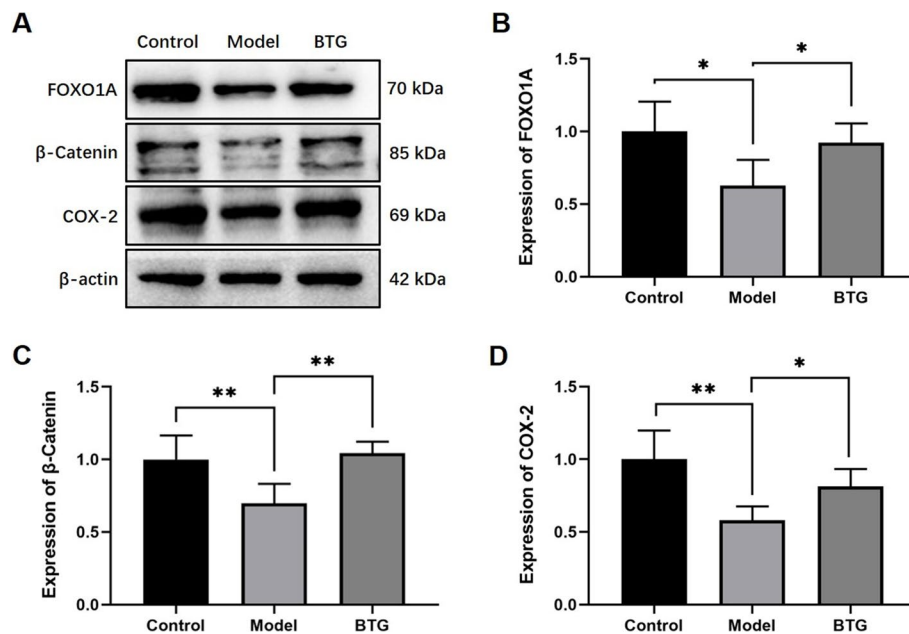 A
Control Model BTG
FOXO1A 70 kDa
β-Catenin 85 kDa
COX-2 69 kDa
β-actin 42 kDa
B
Expression of FOXO1A
1.5
1.0
0.5
0.0
* *
Control Model BTG
C
Expression of β-Catenin
1.5
1.0
0.5
0.0
** **
Control Model BTG
D
Expression of COX-2
1.5
1.0
0.5
0.0
** *
Control Model BTG